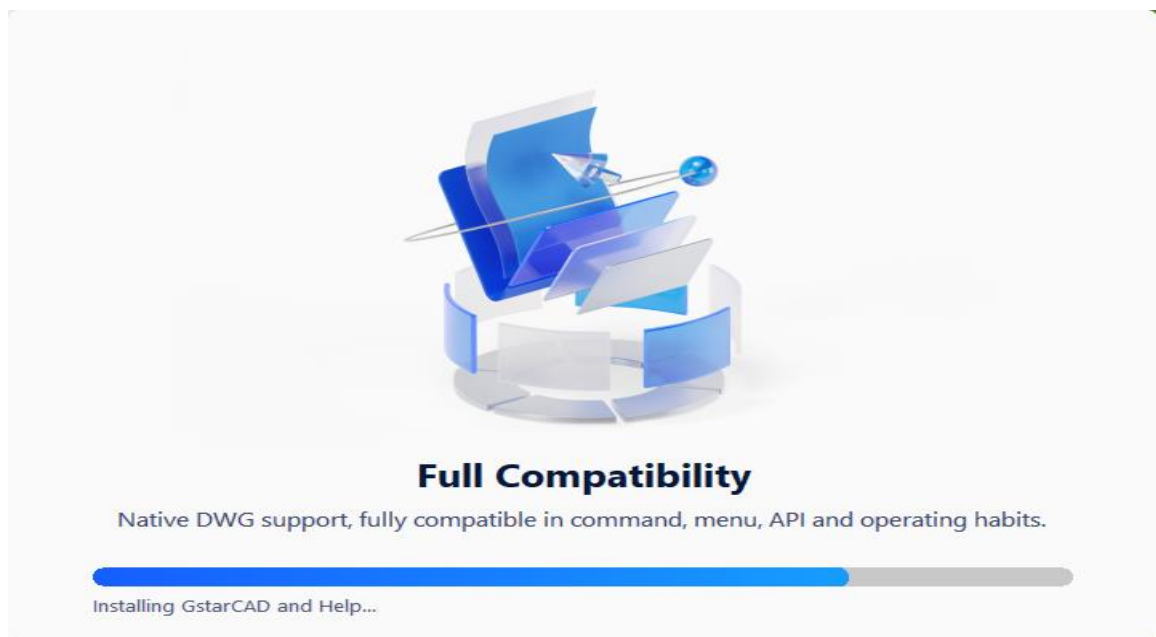 Full Compatibility
Native DWG support, fully compatible in command, menu, API and operating habits.
Installing GstarCAD and Help...